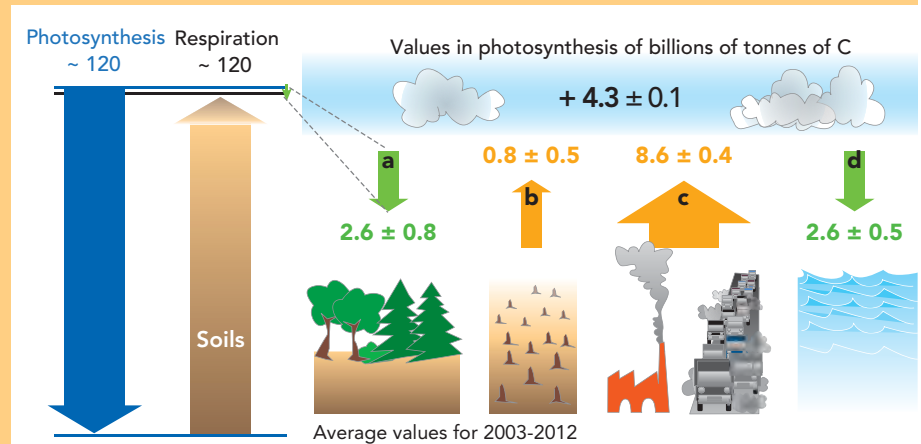 Photosynthesis
~ 120
Respiration
~ 120
Values in photosynthesis of billions of tonnes of C
+ 4.3 ± 0.1
a
2.6 ± 0.8
0.8 ± 0.5
b
8.6 ± 0.4
c
d
2.6 ± 0.5
Soils
Average values for 2003-2012